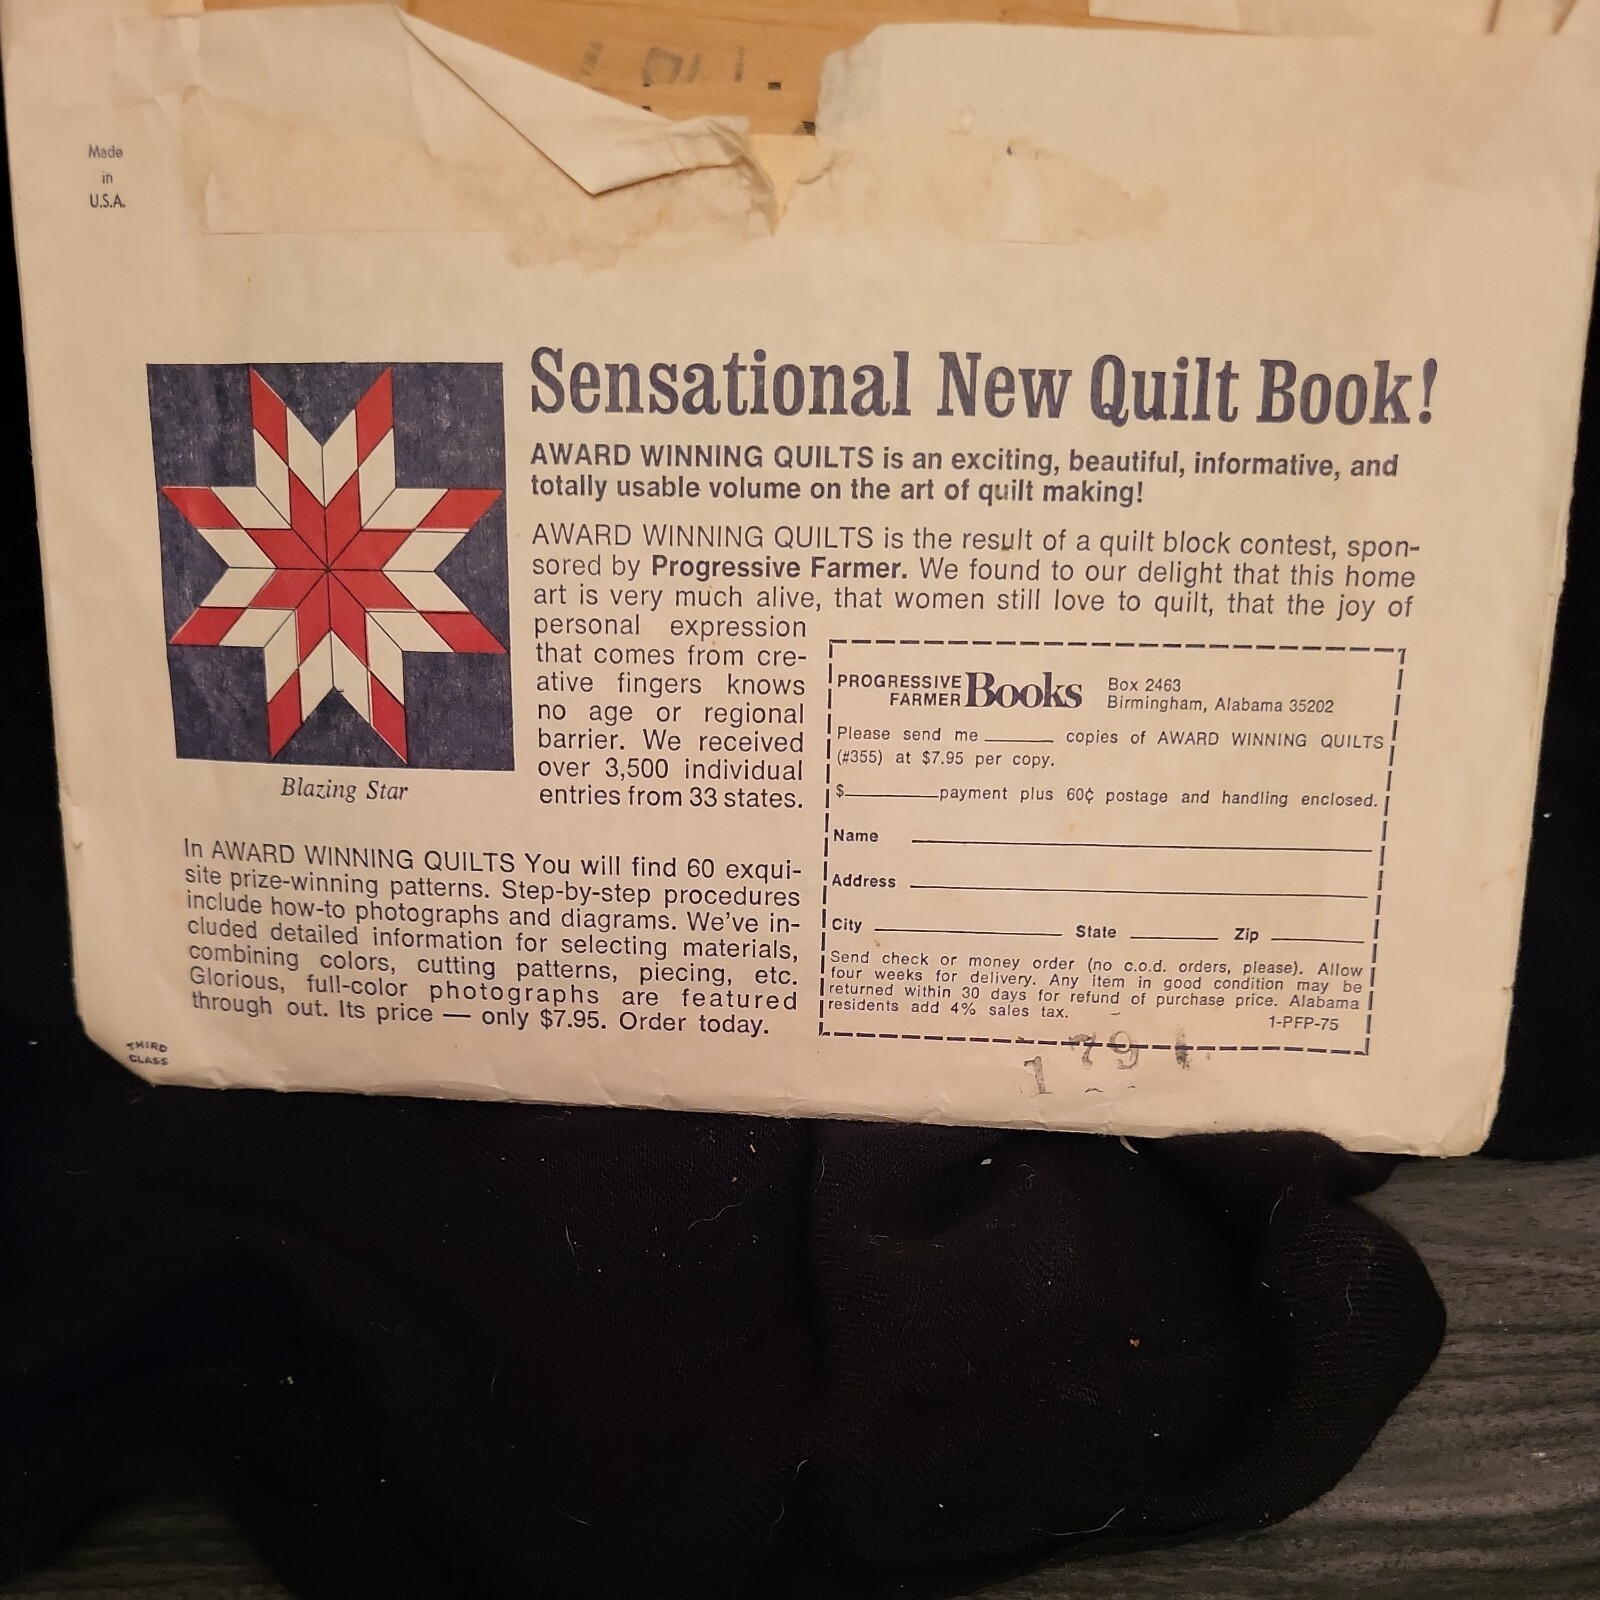 Made
in
U.S.A.
Sensational New Quilt Book!
AWARD WINNING QUILTS is an exciting, beautiful, informative, and
totally usable volume on the art of quilt making!
AWARD WINNING QUILTS is the result of a quilt block contest, spon-
sored by Progressive Farmer. We found to our delight that this home
art is very much alive, that women still love to quilt, that the joy of
personal expression
that comes from cre-
ative fingers knows
no age or regional
barrier. We received
over 3,500 individual
entries from 33 states.
Blazing Star
In AWARD WINNING QUILTS You will find 60 exqui-
site prize-winning patterns. Step-by-step procedures
include how-to photographs and diagrams. We've in-
cluded detailed information for selecting materials,
combining colors, cutting patterns, piecing, etc.
Glorious, full-color photographs are featured
through out. Its price — only $7.95. Order today.
THIRD
CLASS
PROGRESSIVE
FARMER Books
Box 2463
Birmingham, Alabama 35202
Please send me ______ copies of AWARD WINNING QUILTS
(#355) at $7.95 per copy.
$________payment plus 60¢ postage and handling enclosed.
Name
Address
City State Zip
Send check or money order (no c.o.d. orders, please). Allow
four weeks for delivery. Any item in good condition may be
returned within 30 days for refund of purchase price. Alabama
residents add 4% sales tax.
1-PFP-75
1 79